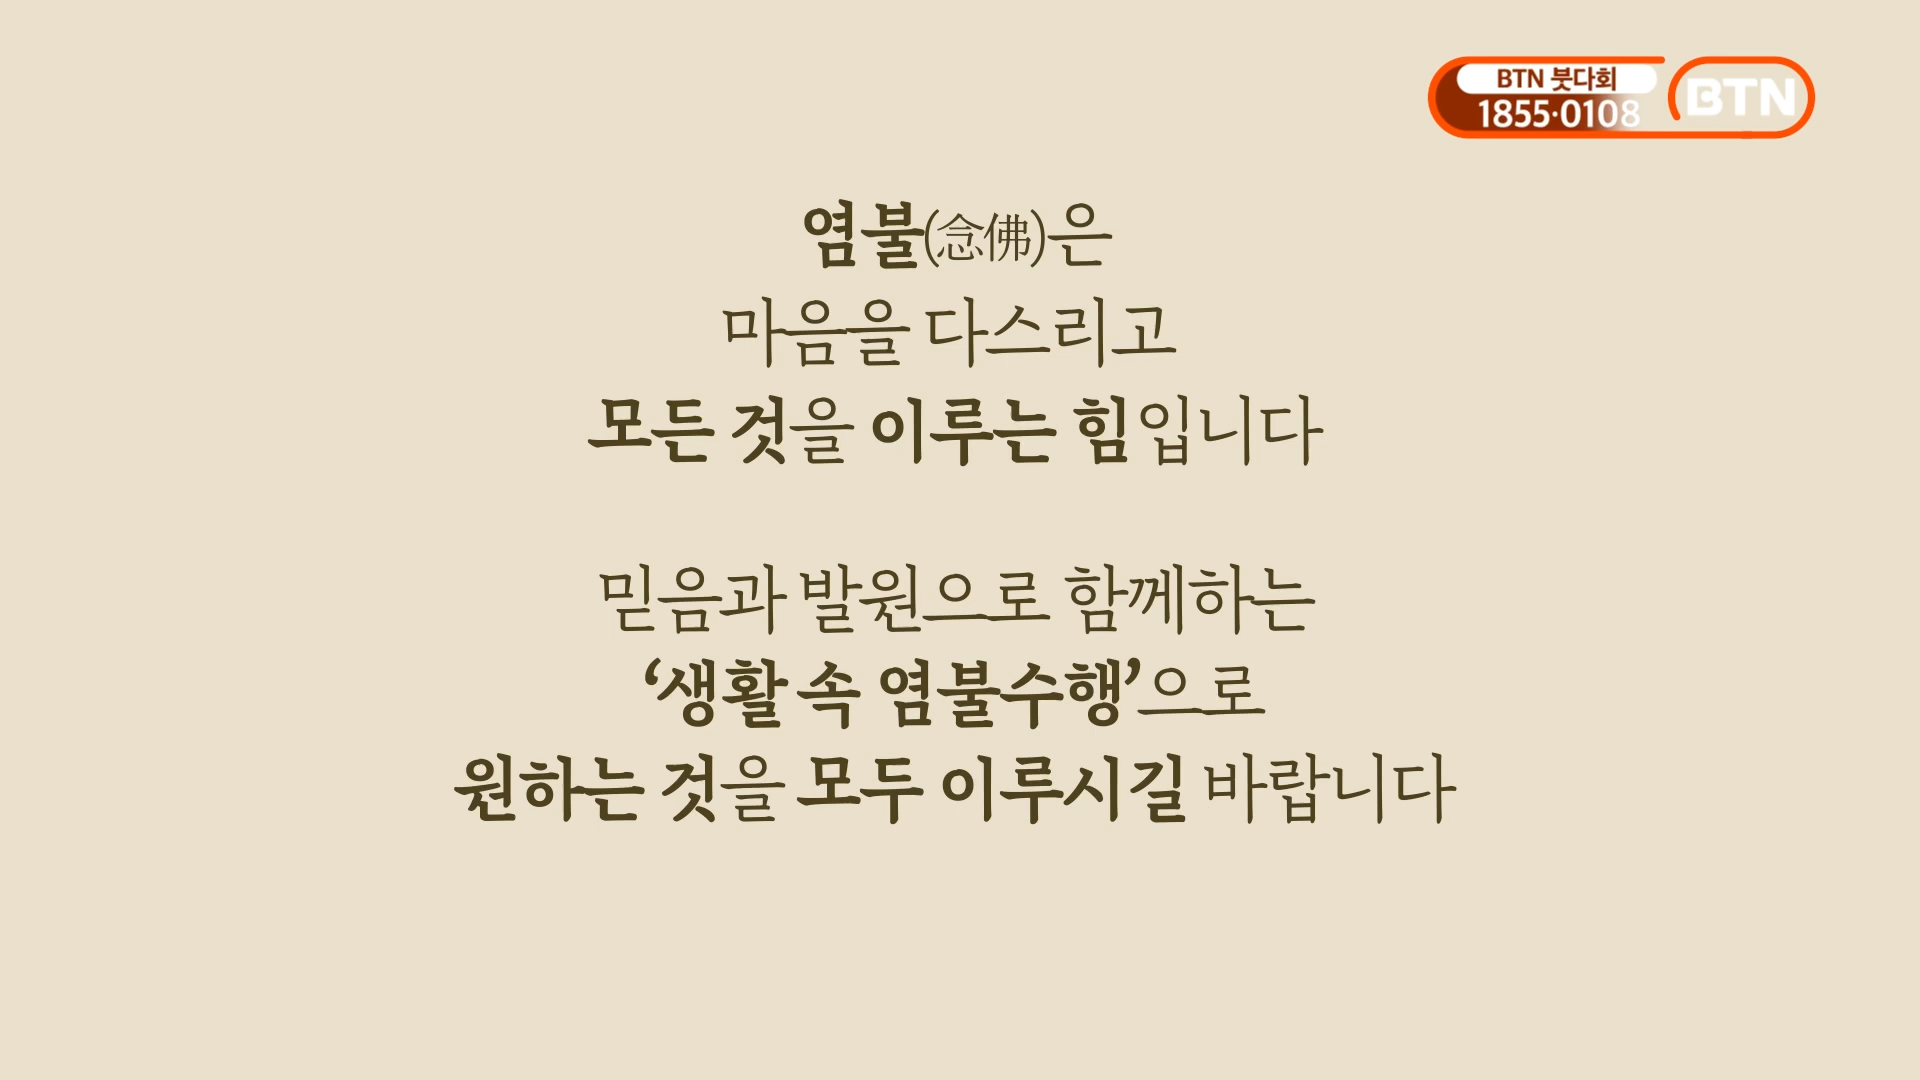 BTN 붓다회
1855·0108
BTN
염불(念佛)은
마음을 다스리고
모든 것을 이루는 힘입니다
믿음과 발원으로 함께하는
‘생활 속 염불수행’으로
원하는 것을 모두 이루시길 바랍니다